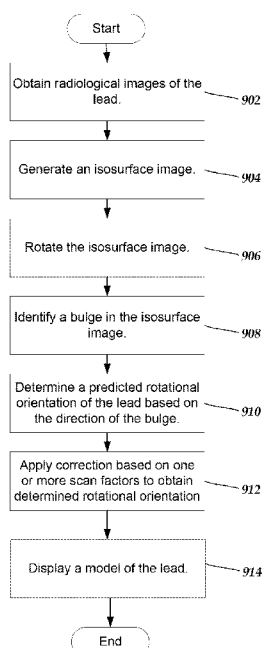 Start
Obtain radiological images of the
lead.
902
Generate an isosurface image.
904
Rotate the isosurface image.
906
Identify a bulge in the isosurface
image.
908
Determine a predicted rotational
orientation of the lead based on
the direction of the bulge.
910
Apply correction based on one
or more scan factors to obtain
determined rotational orientation
912
Display a model of the lead.
914
End